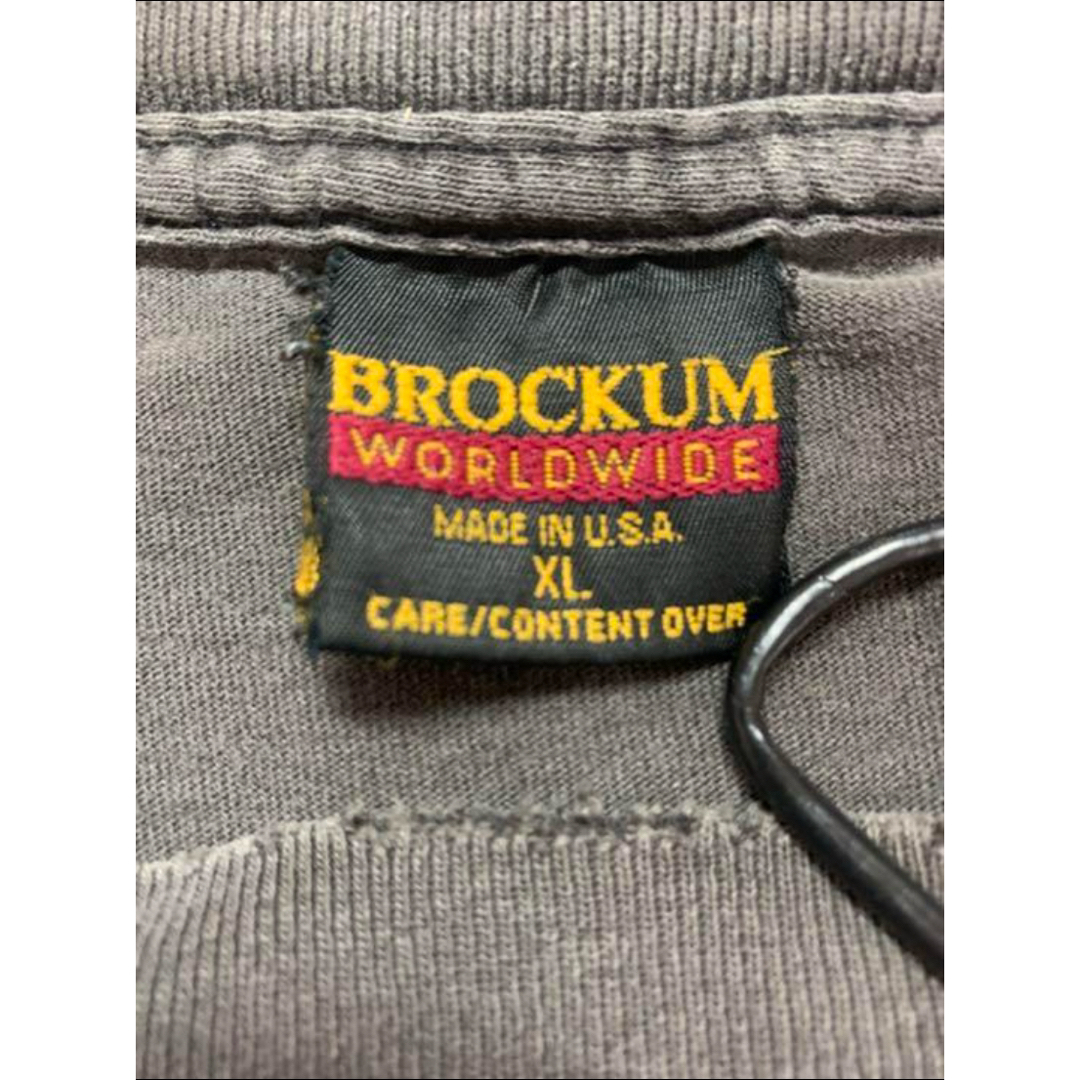 BROCKUM
WORLDWIDE
MADE IN U.S.A.
XL
CARE/CONTENT OVER